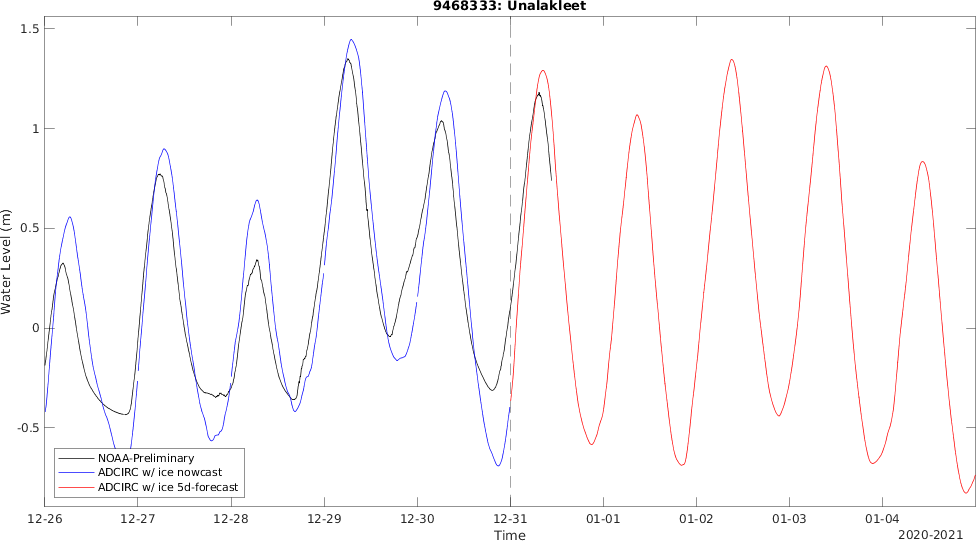 9468333: Unalakleet
1.5
1
0.5
0
-0.5
Water Level (m)
NOAA-Preliminary
ADCIRC w/ ice nowcast
ADCIRC w/ ice 5d-forecast
12-26 12-27 12-28 12-29 12-30 12-31 01-01 01-02 01-03 01-04
Time
2020-2021